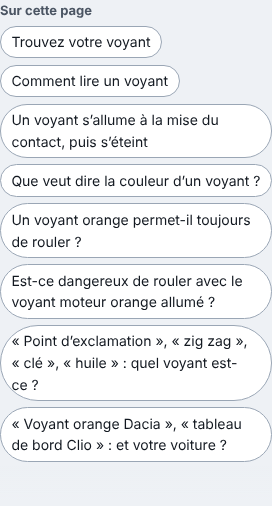 Sur cette page
Trouvez votre voyant
Comment lire un voyant
Un voyant s’allume à la mise du
contact, puis s’éteint
Que veut dire la couleur d’un voyant ?
Un voyant orange permet-il toujours
de rouler ?
Est-ce dangereux de rouler avec le
voyant moteur orange allumé ?
« Point d’exclamation », « zig zag »,
« clé », « huile » : quel voyant est-
ce ?
« Voyant orange Dacia », « tableau
de bord Clio » : et votre voiture ?